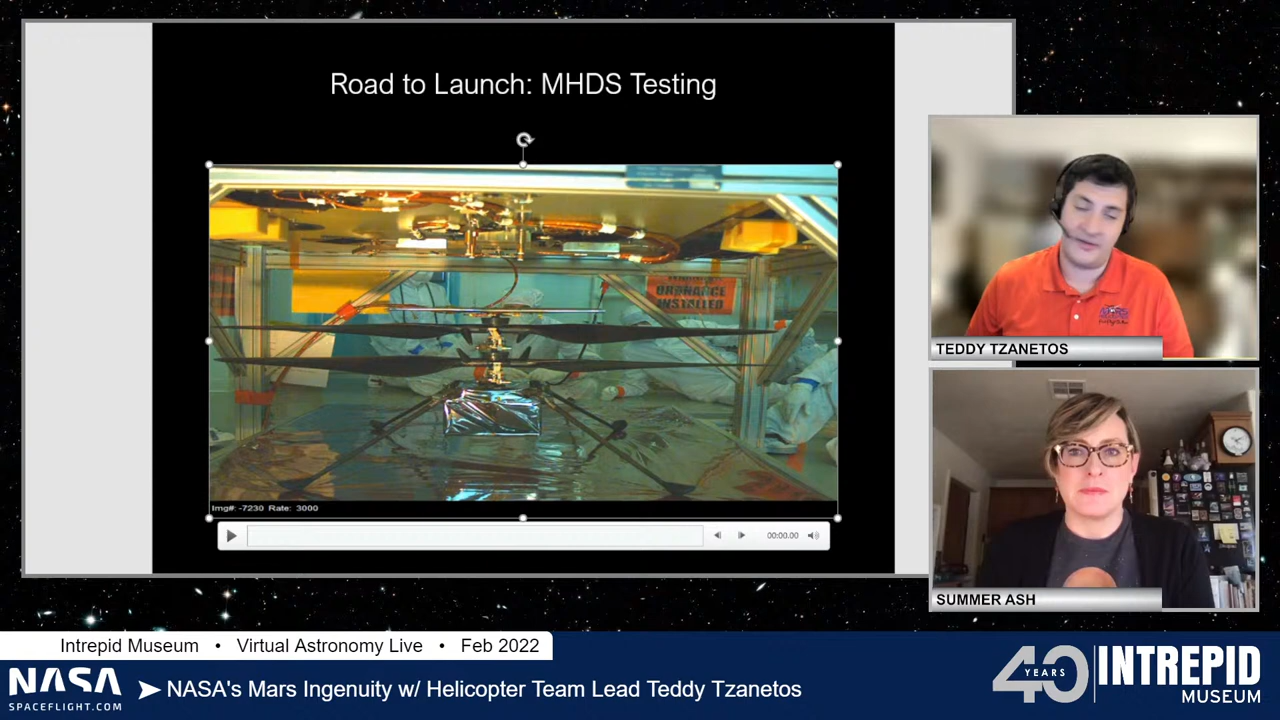 Road to Launch: MHDS Testing
ORDNANCE
INSTALLED
Img#: -7230 Rate: 3000
00:00.00
TEDDY TZANETOS
SUMMER ASH
Intrepid Museum • Virtual Astronomy Live • Feb 2022
NASA
SPACEFLIGHT.COM
NASA's Mars Ingenuity w/ Helicopter Team Lead Teddy Tzanetos
40
YEARS
INTREPID
MUSEUM